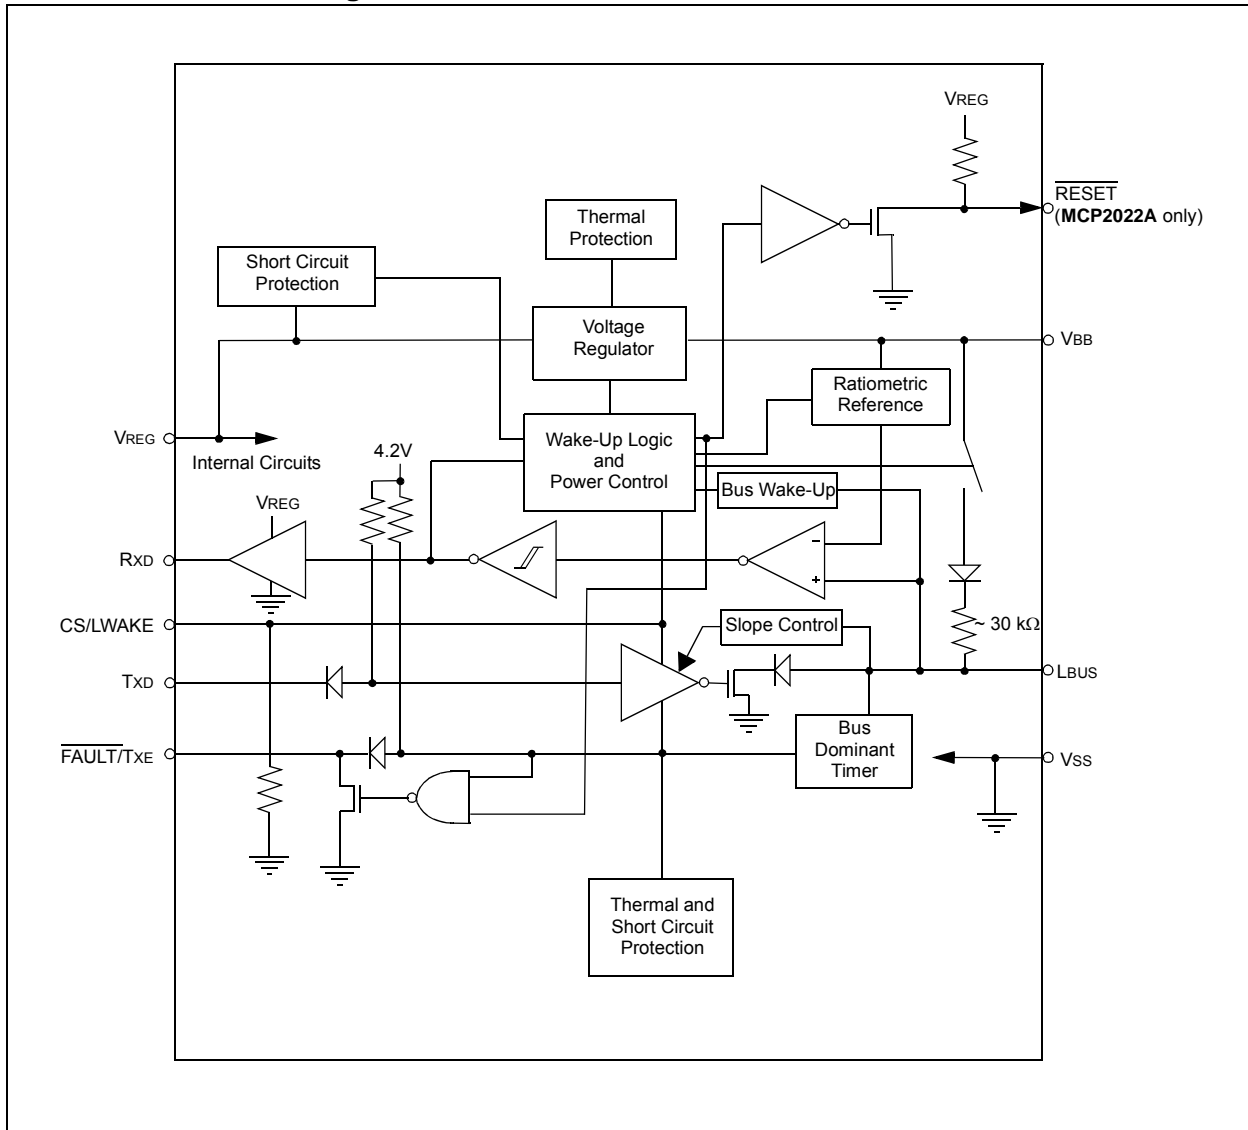 VREG
RESET
(MCP2022A only)
Thermal
Protection
Short Circuit
Protection
Voltage
Regulator
VBB
Ratiometric
Reference
VREG
Internal Circuits
4.2V
Wake-Up Logic
and
Power Control
Bus Wake-Up
VREG
RXD
−
+
CS/LWAKE
Slope Control
~ 30 kΩ
TXD
LBUS
FAULT/TXE
Bus
Dominant
Timer
VSS
Thermal and
Short Circuit
Protection